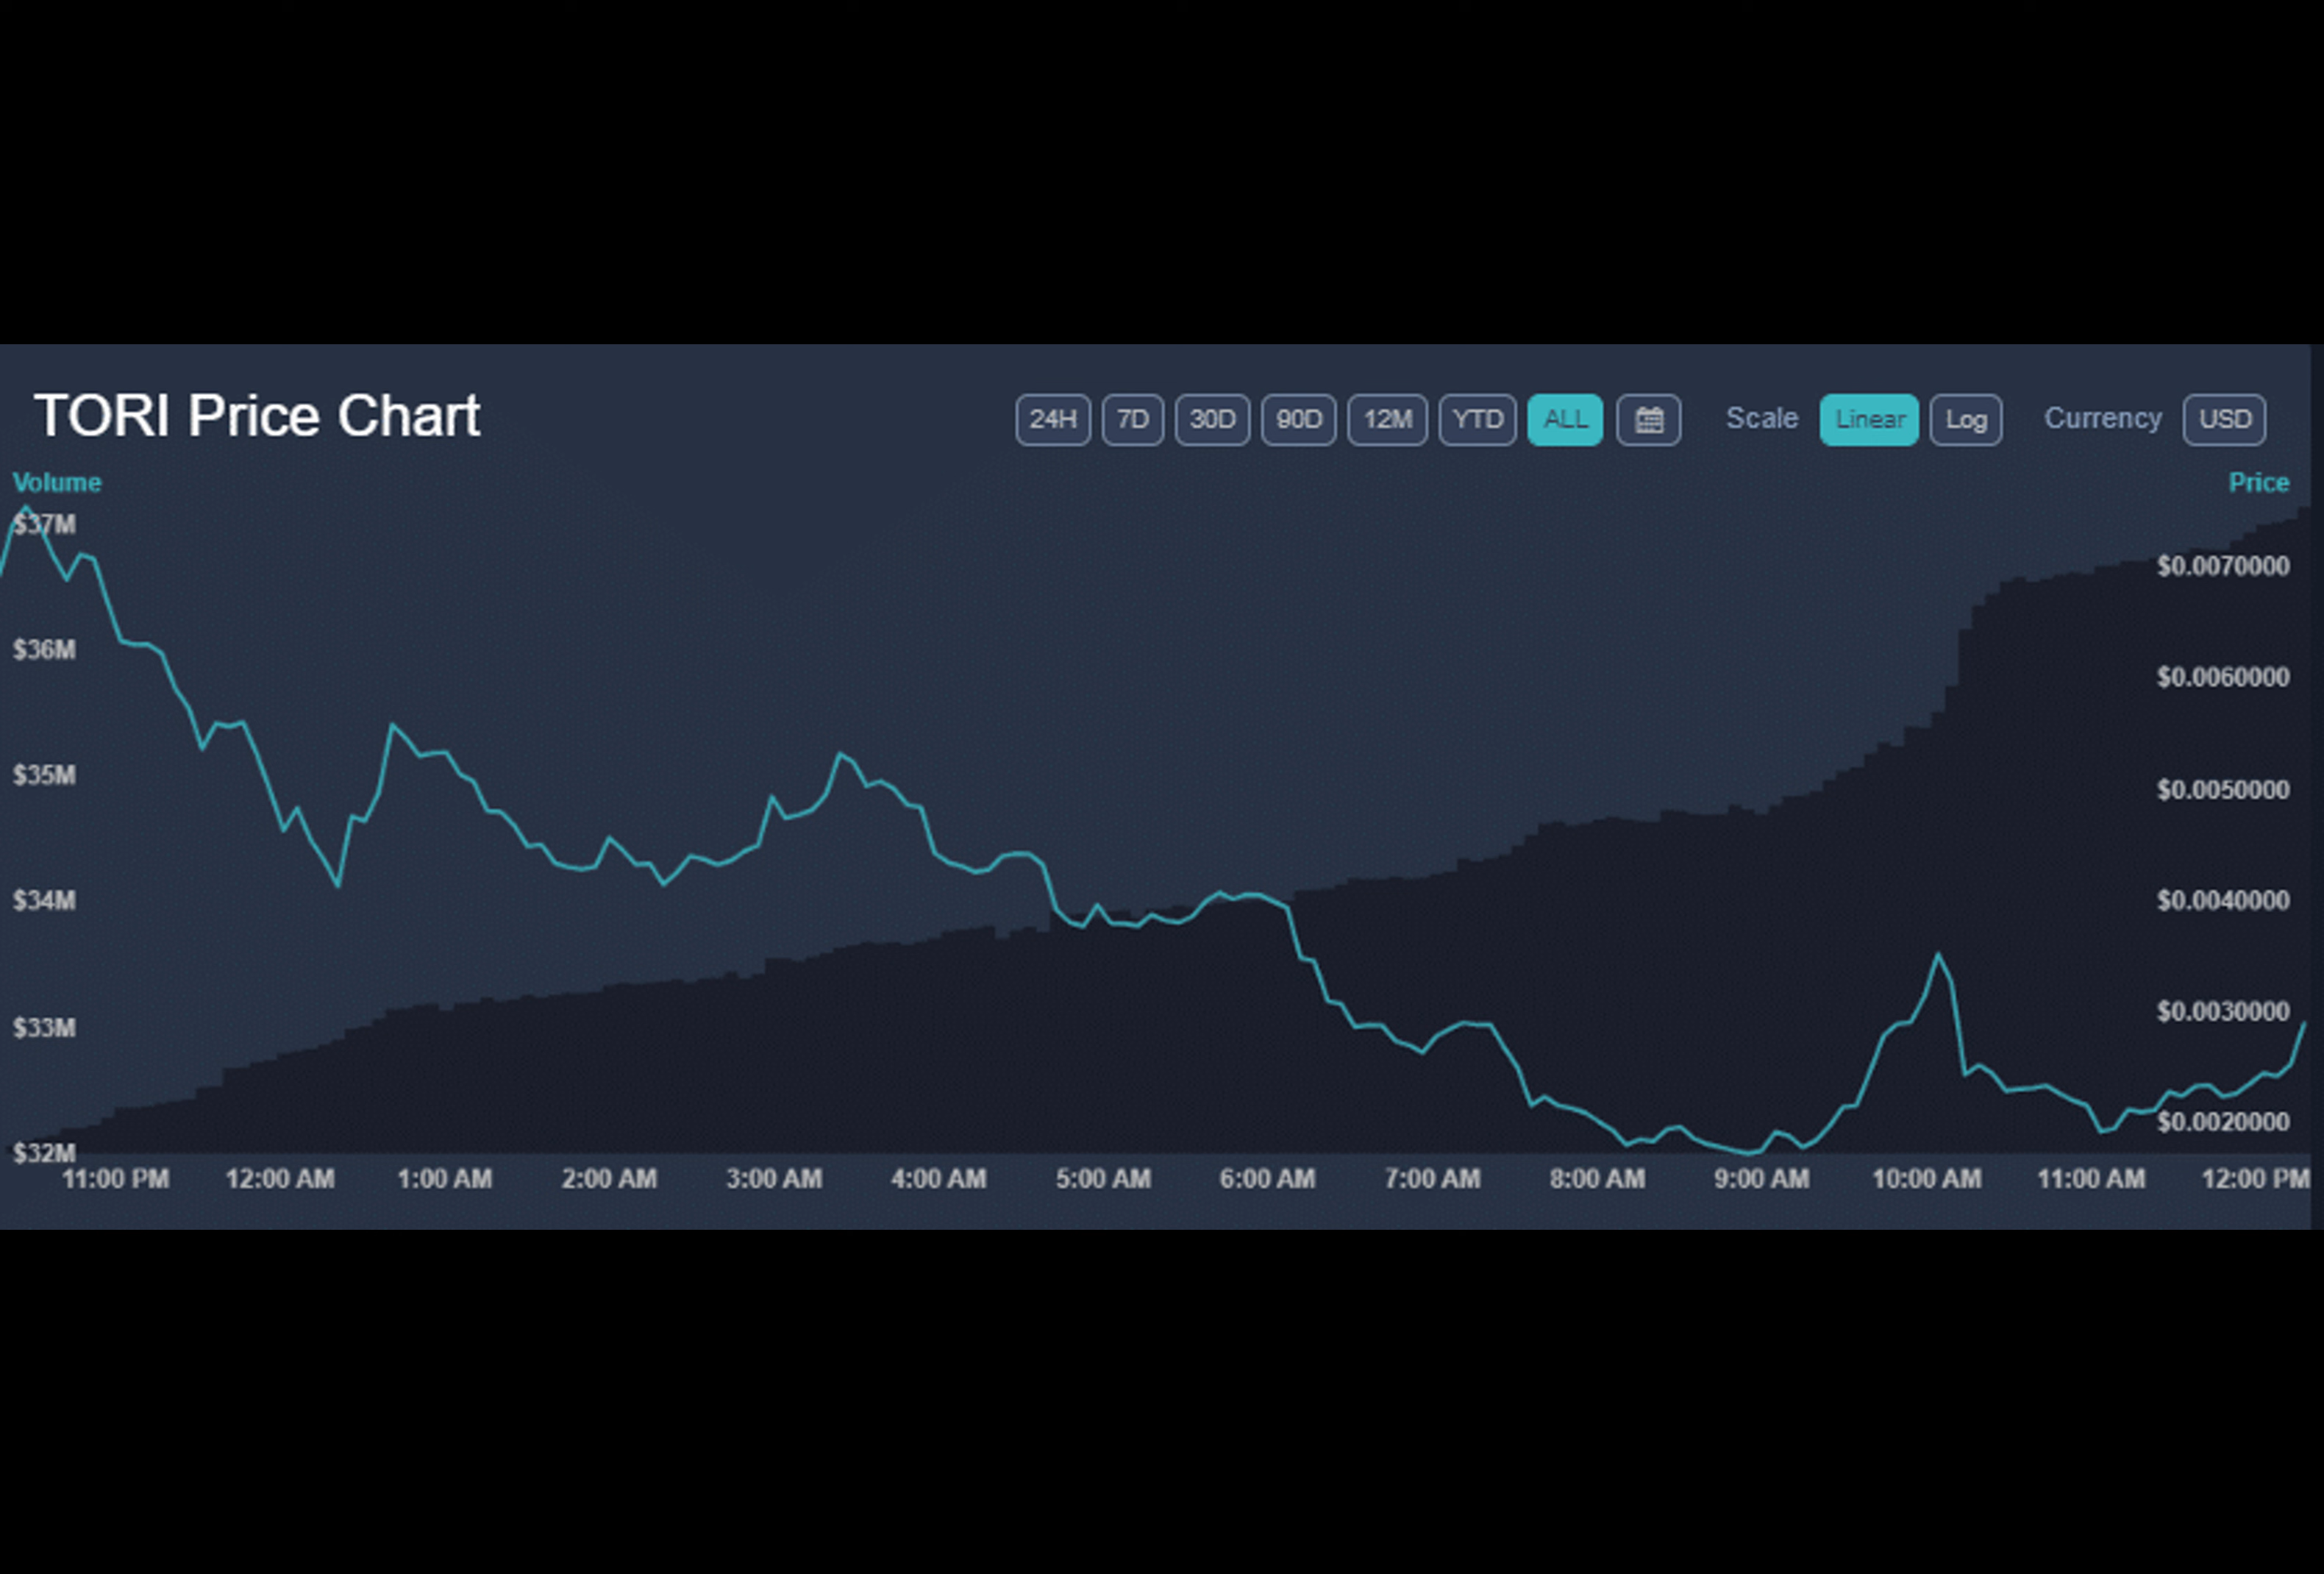 TORI Price Chart
24H 7D 30D 90D 12M YTD ALL Scale Linear Log Currency USD
Volume Price
$37M
$0.0070000
$36M
$0.0060000
$35M
$0.0050000
$34M $0.0040000
$0.0030000
$33M
$0.0020000
$32M
11:00 PM 12:00 AM 1:00 AM 2:00 AM 3:00 AM 4:00 AM 5:00 AM 6:00 AM 7:00 AM 8:00 AM 9:00 AM 10:00 AM 11:00 AM 12:00 PM